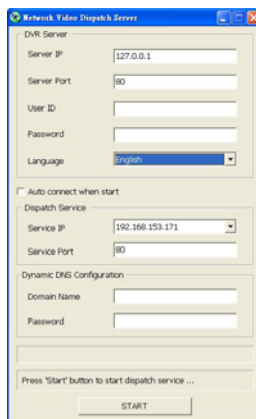 Network Video Dispatch Server
DVR Server
Server IP 127.0.0.1
Server Port 80
User ID
Password
Language English
Auto connect when start
Dispatch Service
Service IP 192.168.153.171
Service Port 80
Dynamic DNS Configuration
Domain Name
Password
Press 'Start' button to start dispatch service ...
START